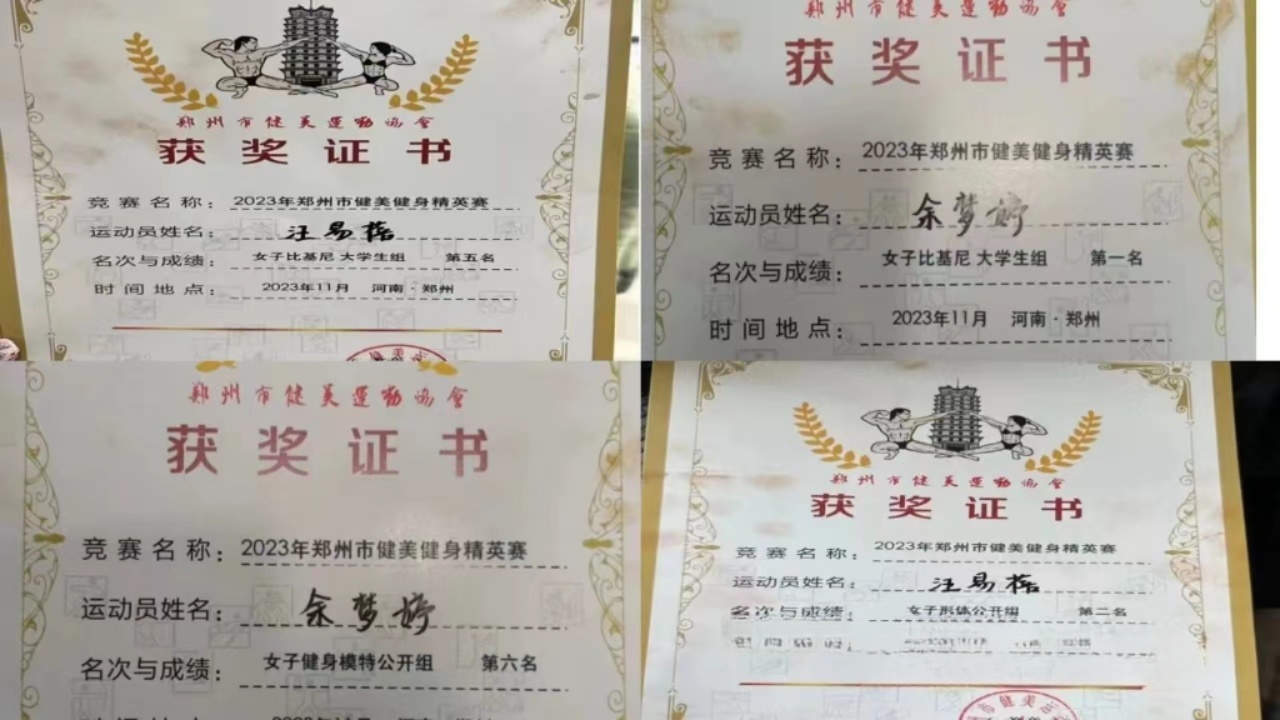 郑州市健美运动協會
获奖证书
竞赛名称：2023年郑州市健美健身精英赛
运动员姓名：汪易
名次与成绩：女子比基尼 大学生组 第五名
时间地点：2023年11月 河南·郑州
郑州市健美运动協會
获奖证书
竞赛名称：2023年郑州市健美健身精英赛
运动员姓名：余梦婷
名次与成绩：女子比基尼 大学生组 第一名
时间地点：2023年11月 河南·郑州
郑州市健美运动協會
获奖证书
竞赛名称：2023年郑州市健美健身精英赛
运动员姓名：余梦婷
名次与成绩：女子健身模特公开组 第六名
郑州市健美运动協會
获奖证书
竞赛名称：2023年郑州市健美健身精英赛
运动员姓名：汪易
名次与成绩：女子形体公开组 第二名
市健美运